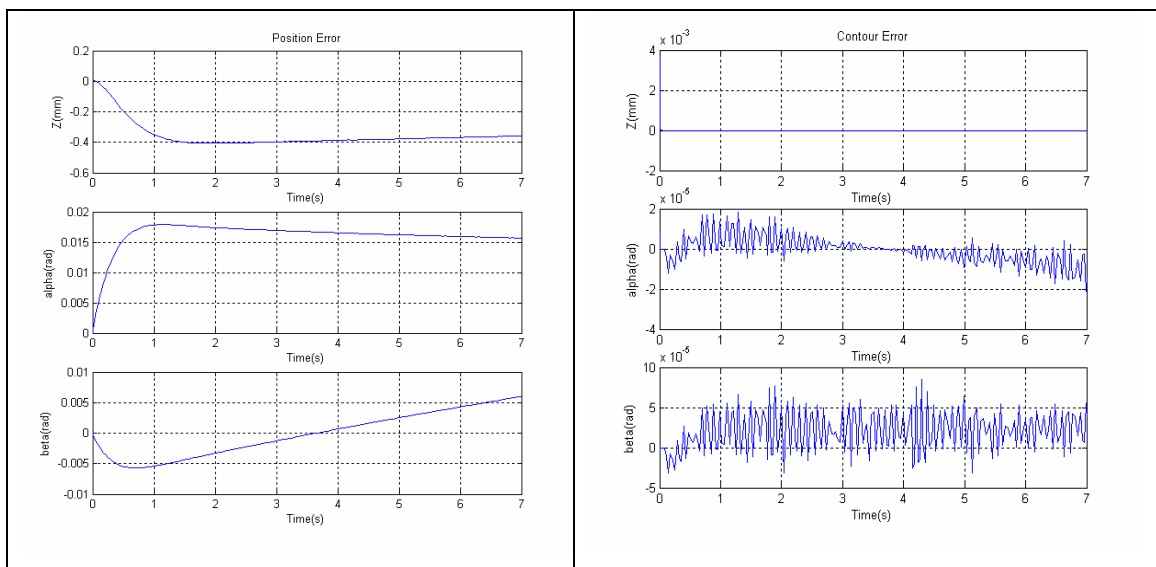 Position Error
0.2
0
-0.2
-0.4
-0.6
Z(mm)
0 1 2 3 4 5 6 7
Time(s)
0.02
0.015
0.01
0.005
0
alpha(rad)
0 1 2 3 4 5 6 7
Time(s)
0.01
0.005
0
-0.005
-0.01
beta(rad)
0 1 2 3 4 5 6 7
Time(s)
x 10-3
Contour Error
4
2
0
-2
Z(mm)
0 1 2 3 4 5 6 7
Time(s)
x 10-5
2
0
-2
-4
alpha(rad)
0 1 2 3 4 5 6 7
Time(s)
x 10-5
10
5
0
-5
beta(rad)
0 1 2 3 4 5 6 7
Time(s)